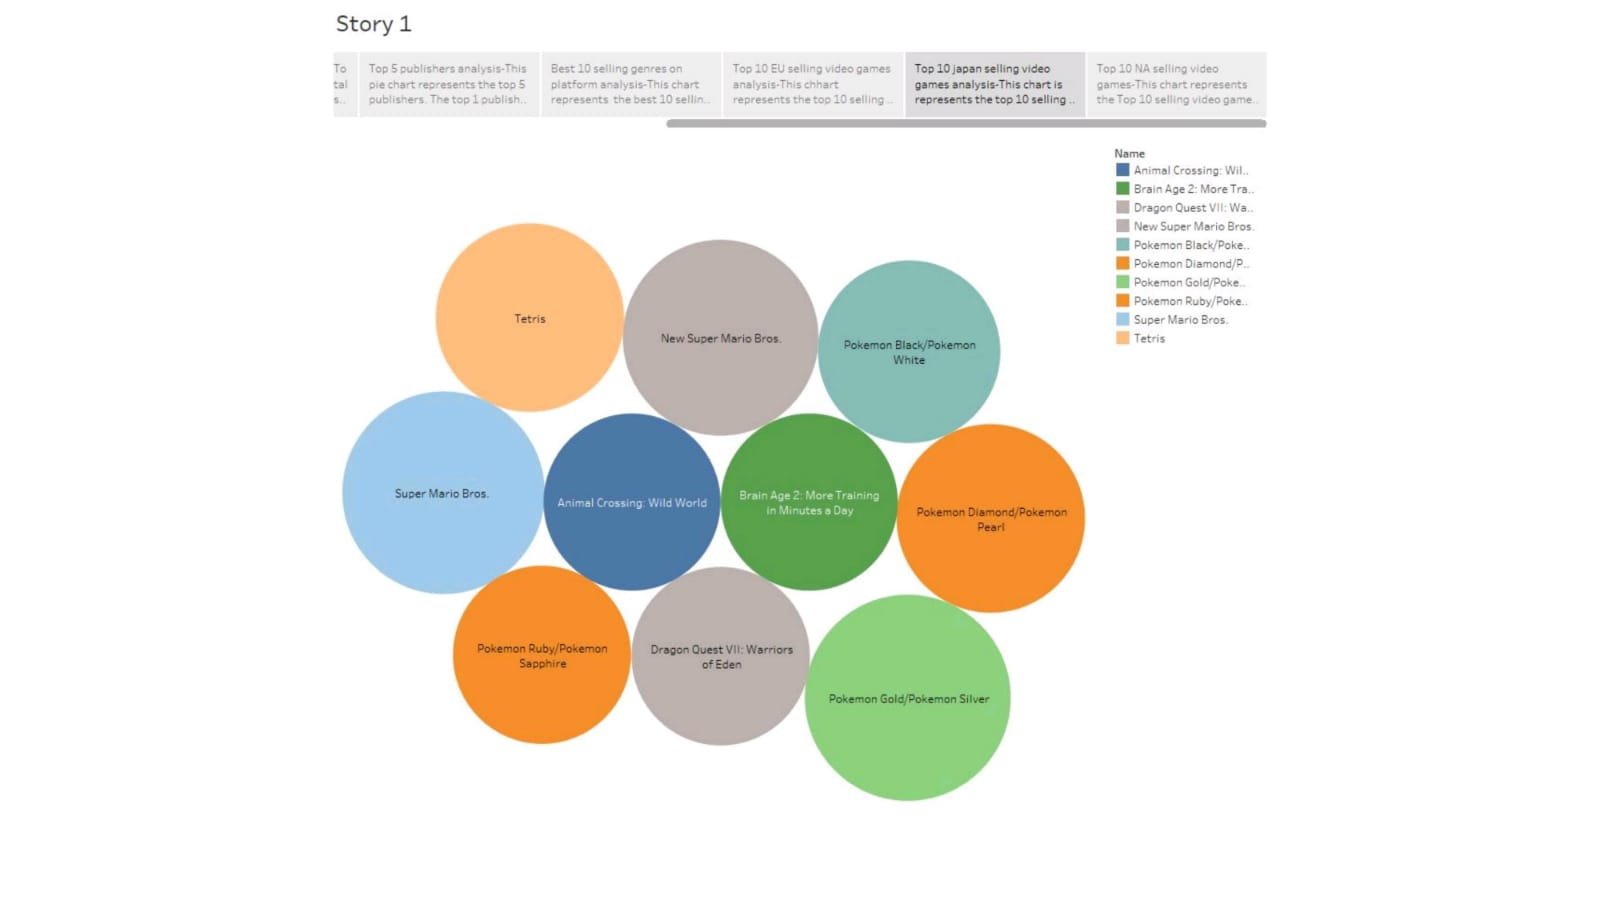 Story 1
To
tal
s..
Top 5 publishers analysis-This
pie chart represents the top 5
publishers. The top 1 publish..
Best 10 selling genres on
platform analysis-This chart
represents the best 10 sellin..
Top 10 EU selling video games
analysis-This chhart
represents the top 10 selling ..
Top 10 japan selling video
games analysis-This chart is
represents the top 10 selling ..
Top 10 NA selling video
games-This chart represents
the Top 10 selling video game..
Name
Animal Crossing: Wil..
Brain Age 2: More Tra..
Dragon Quest VII: Wa..
New Super Mario Bros.
Pokemon Black/Poke..
Pokemon Diamond/P..
Pokemon Gold/Poke..
Pokemon Ruby/Poke..
Super Mario Bros.
Tetris
Tetris
New Super Mario Bros.
Pokemon Black/Pokemon
White
Super Mario Bros.
Animal Crossing: Wild World
Brain Age 2: More Training
in Minutes a Day
Pokemon Diamond/Pokemon
Pearl
Pokemon Ruby/Pokemon
Sapphire
Dragon Quest VII: Warriors
of Eden
Pokemon Gold/Pokemon Silver